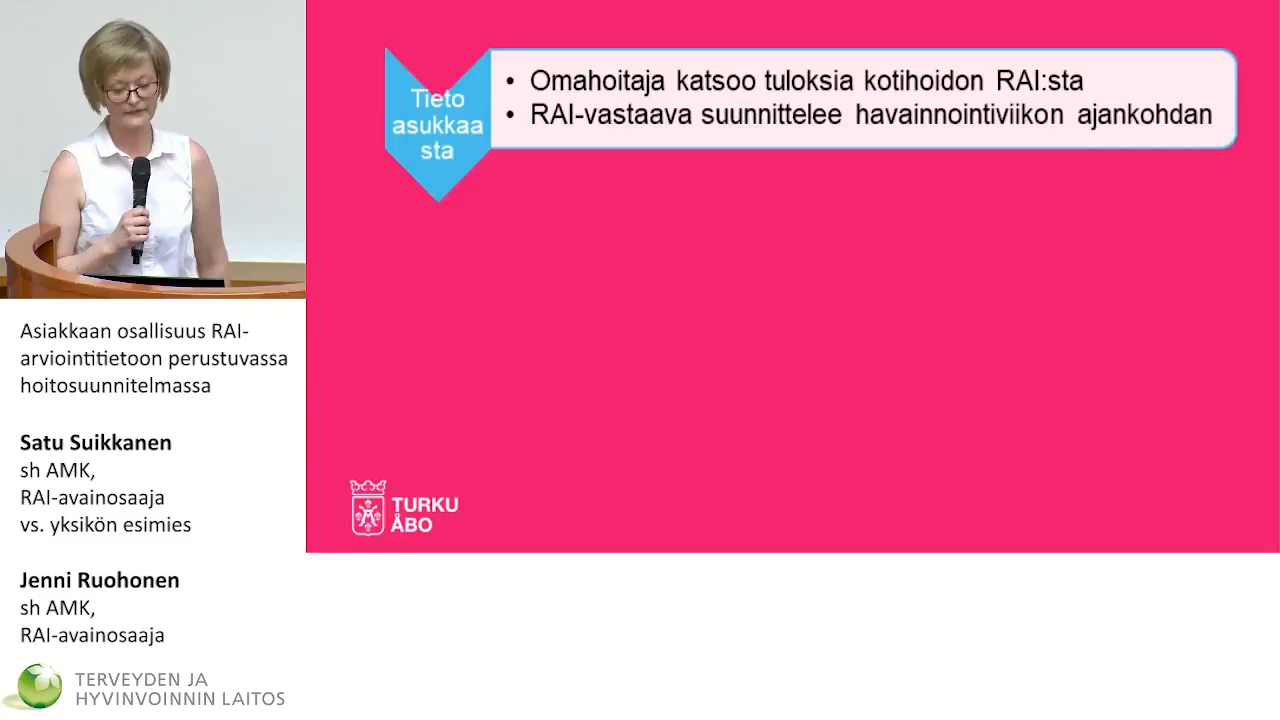 Tieto
asukkaa
sta
• Omahoitaja katsoo tuloksia kotihoidon RAI:sta
• RAI-vastaava suunnittelee havainnointiviikon ajankohdan
TURKU
ÅBO
Asiakkaan osallisuus RAI-
arviointitietoon perustuvassa
hoitosuunnitelmassa
Satu Suikkanen
sh AMK,
RAI-avainosaaja
vs. yksikön esimies
Jenni Ruohonen
sh AMK,
RAI-avainosaaja
TERVEYDEN JA
HYVINVOINNIN LAITOS